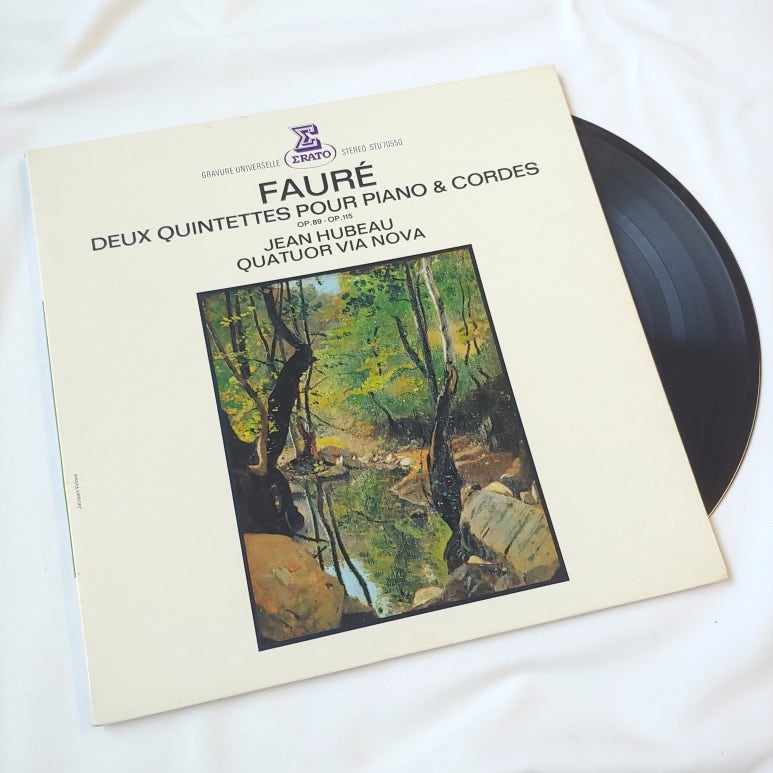 GRAVURE UNIVERSELLE ΣRATO STEREO STU 70550
FAURÉ
DEUX QUINTETTES POUR PIANO & CORDES
OP. 89 - OP. 115
JEAN HUBEAU
QUATUOR VIA NOVA